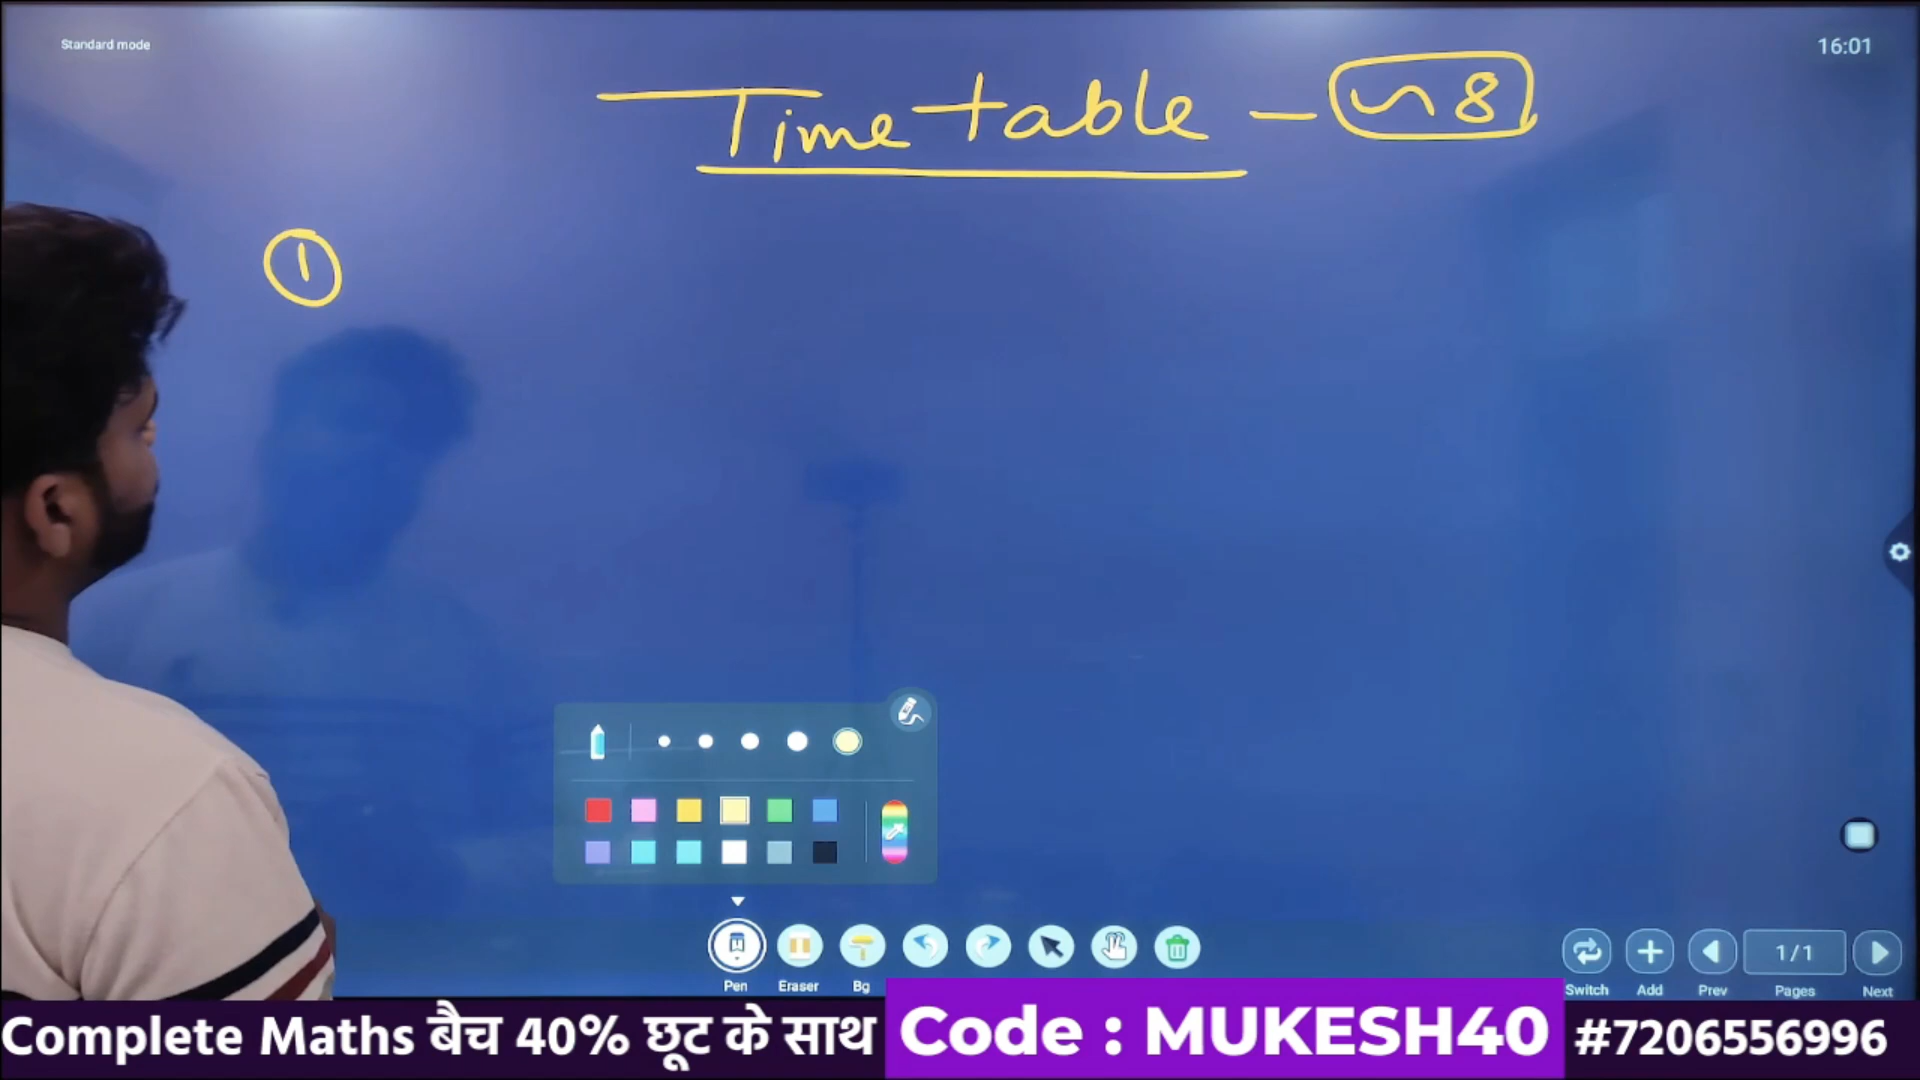 Standard mode
16:01
Time table - ~ 8
1
Pen
Eraser
Bg
Switch
Add
Prev
1/1
Pages
Next
Complete Maths बैच 40% छूट के साथ Code : MUKESH40 #7206556996